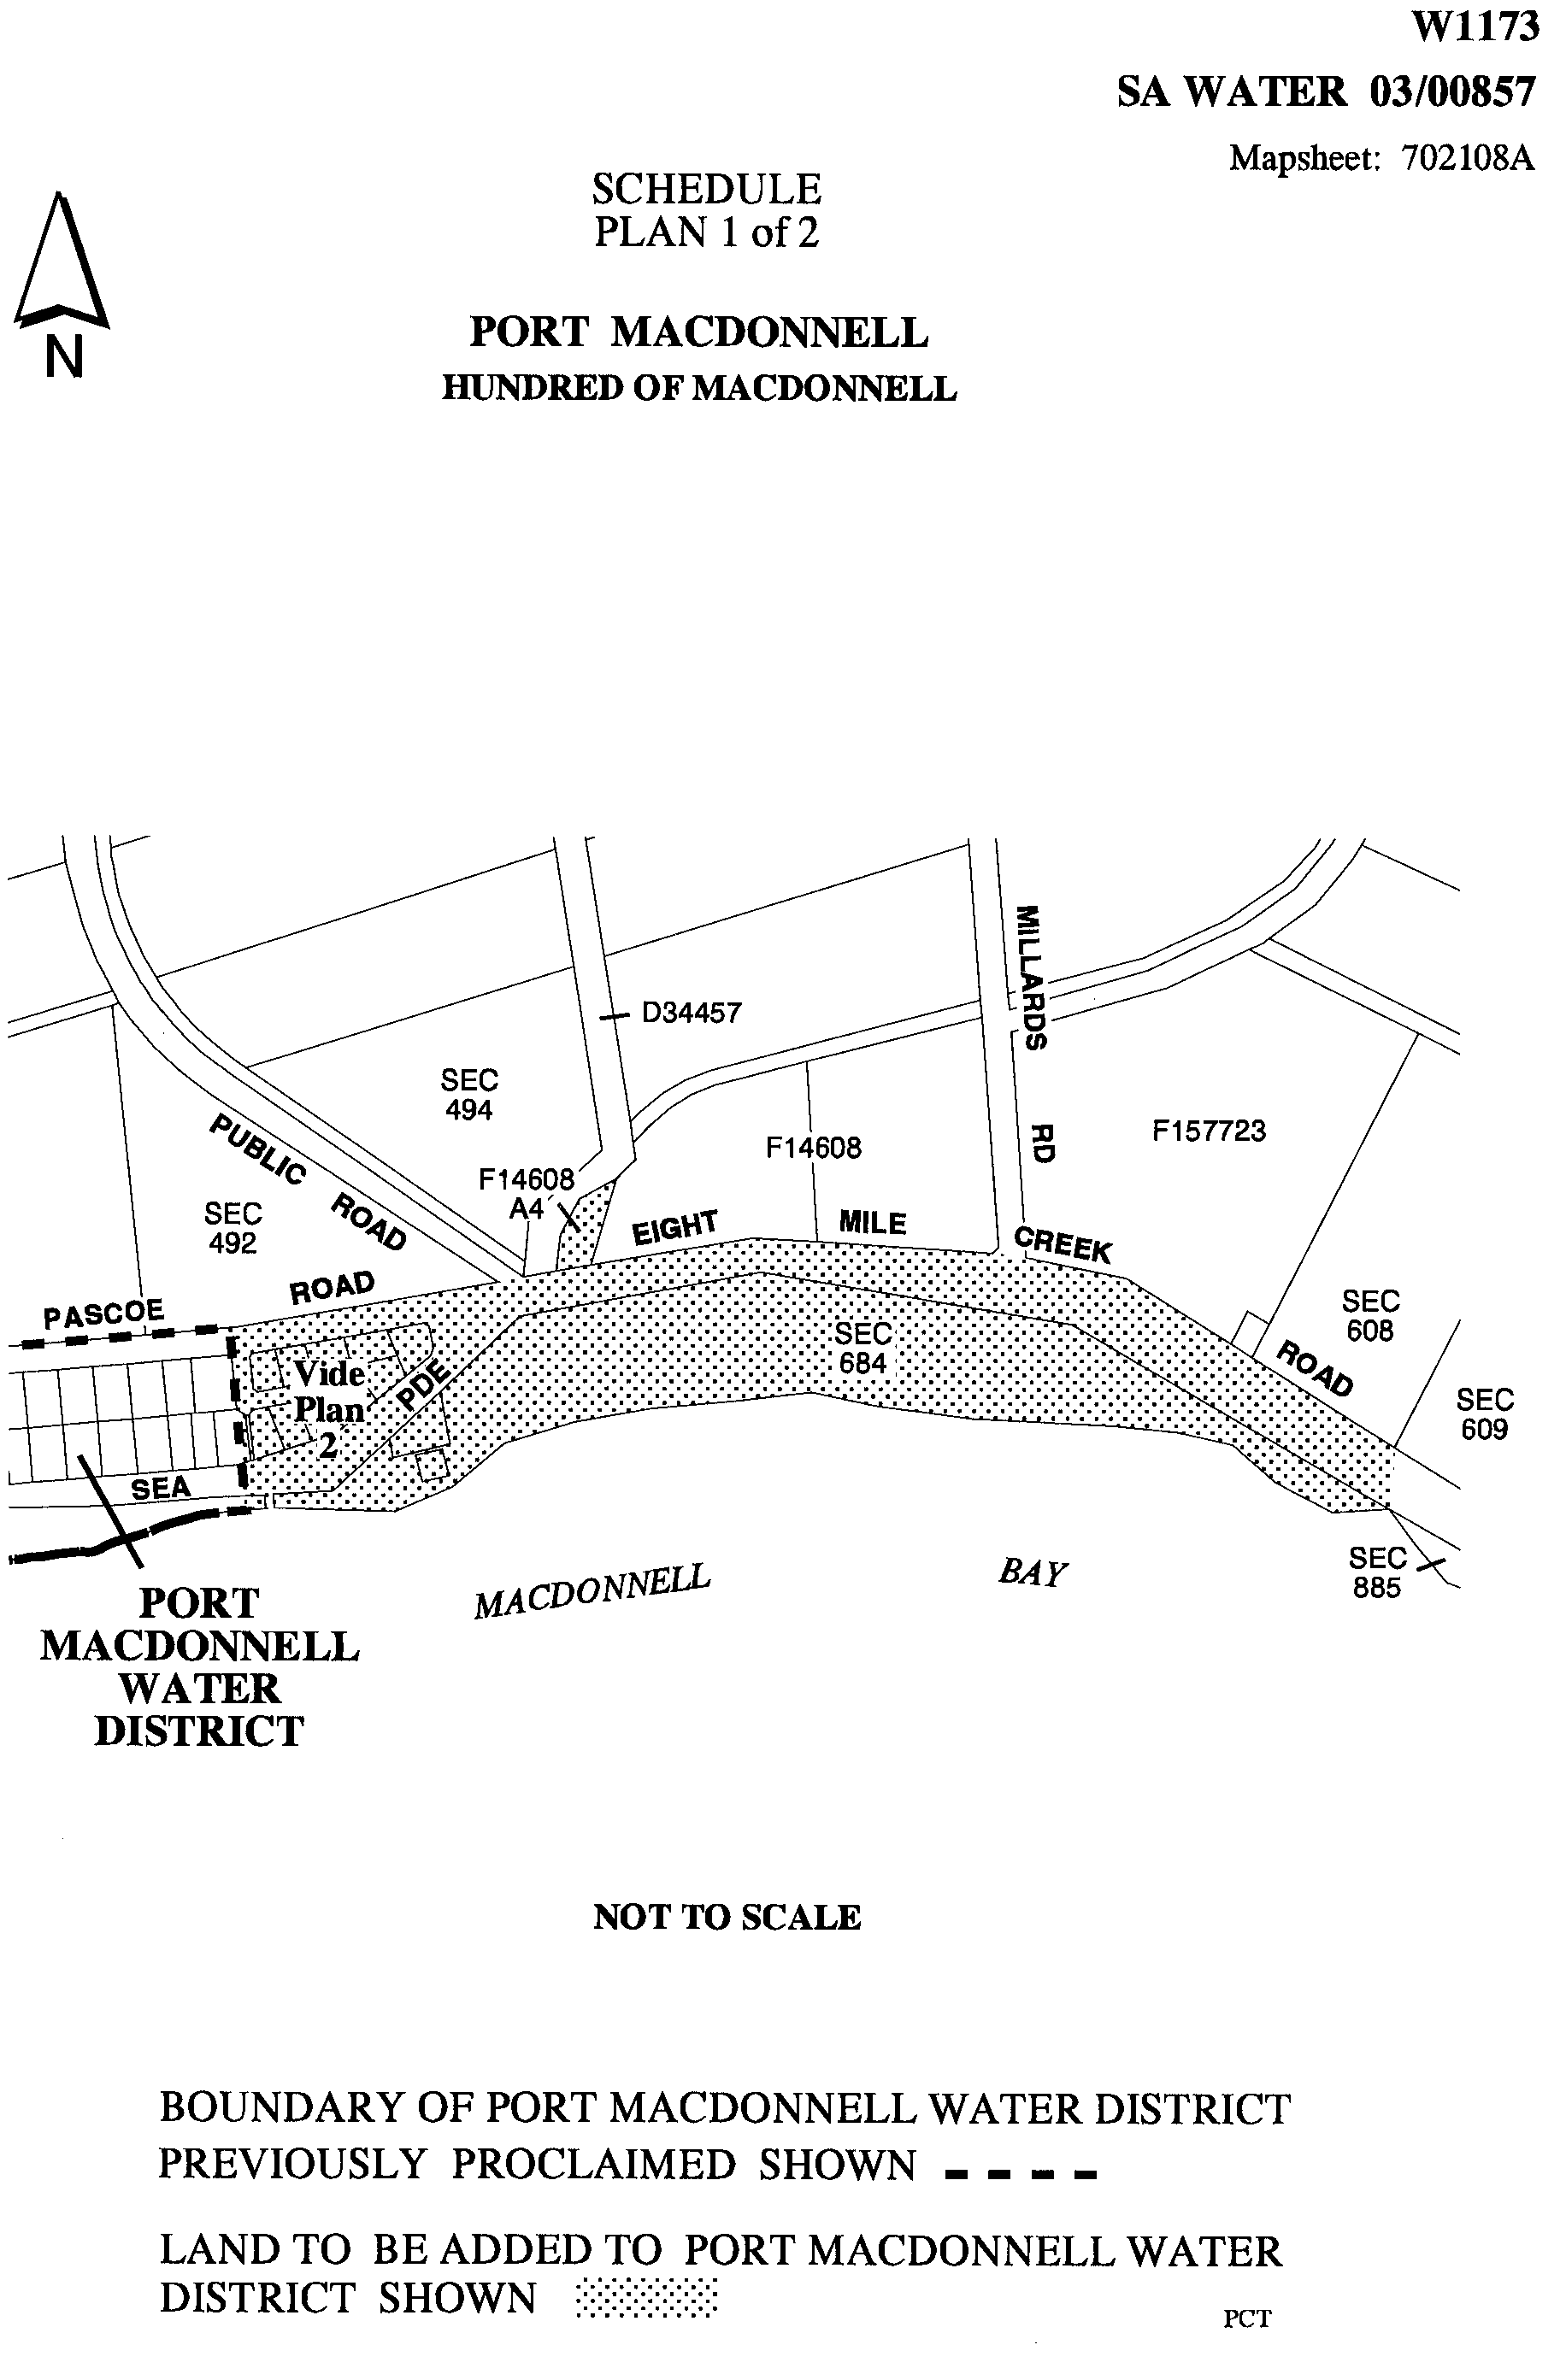 W1173
SA WATER 03/00857
Mapsheet: 702108A
SCHEDULE
PLAN 1 of 2
N
PORT MACDONNELL
HUNDRED OF MACDONNELL
MILLARDS RD
D34457
SEC
494
F14608
F157723
PUBLIC ROAD
F14608
A4
SEC
492
EIGHT MILE CREEK ROAD
PASCOE ROAD
SEC
608
SEC
684
Vide
Plan
2
SEA PDE
SEC
609
SEC
885
MACDONNELL BAY
PORT
MACDONNELL
WATER
DISTRICT
NOT TO SCALE
BOUNDARY OF PORT MACDONNELL WATER DISTRICT
PREVIOUSLY PROCLAIMED SHOWN
LAND TO BE ADDED TO PORT MACDONNELL WATER
DISTRICT SHOWN
PCT